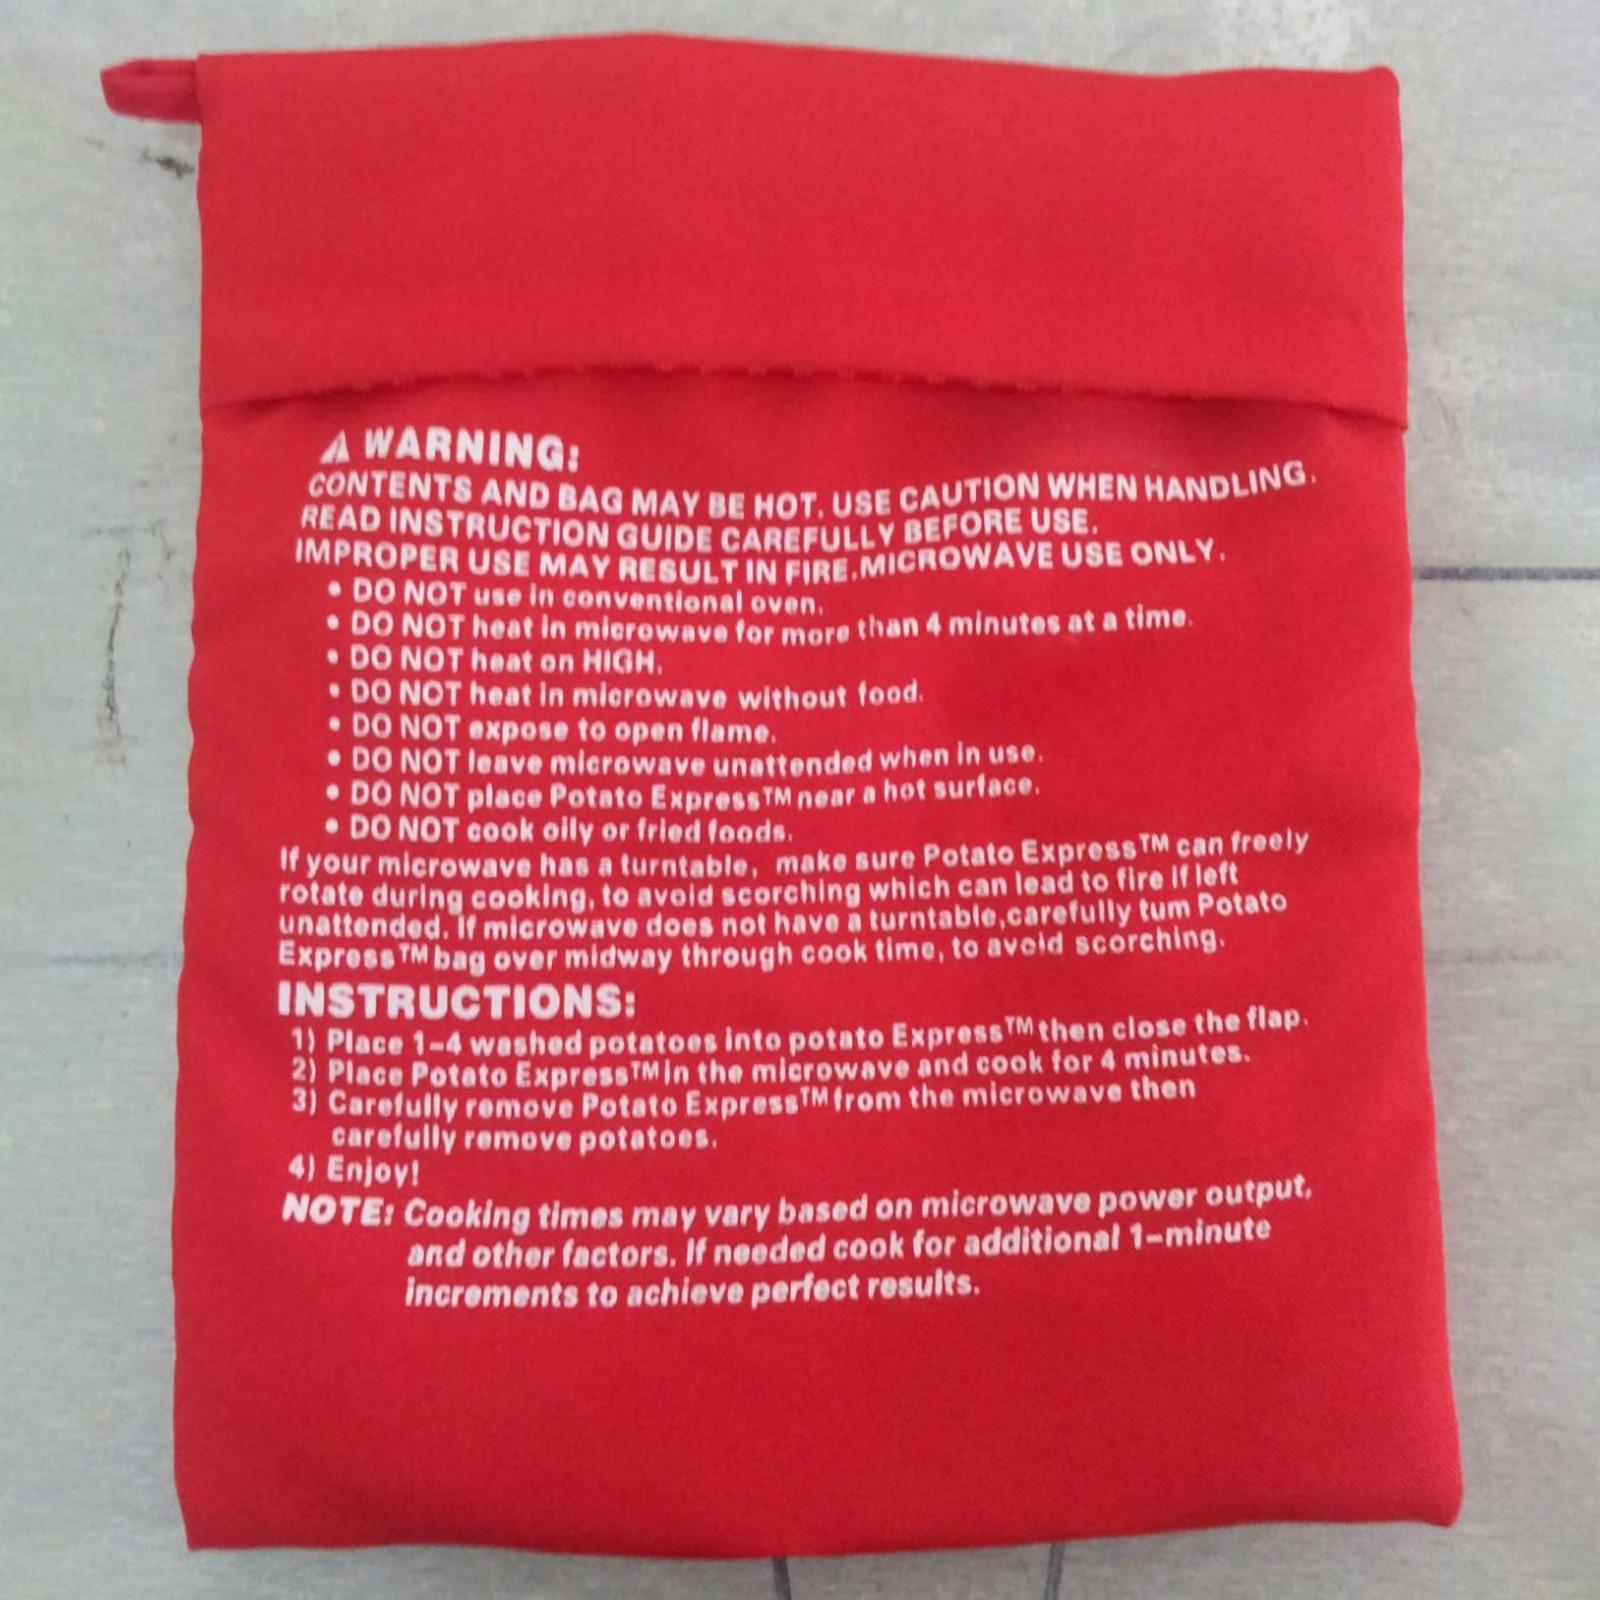 ⚠ WARNING:
CONTENTS AND BAG MAY BE HOT. USE CAUTION WHEN HANDLING.
READ INSTRUCTION GUIDE CAREFULLY BEFORE USE.
IMPROPER USE MAY RESULT IN FIRE.MICROWAVE USE ONLY.
• DO NOT use in conventional oven.
• DO NOT heat in microwave for more than 4 minutes at a time.
• DO NOT heat on HIGH.
• DO NOT heat in microwave without food.
• DO NOT expose to open flame.
• DO NOT leave microwave unattended when in use.
• DO NOT place Potato Express™ near a hot surface.
• DO NOT cook oily or fried foods.
If your microwave has a turntable, make sure Potato Express™ can freely
rotate during cooking, to avoid scorching which can lead to fire if left
unattended. If microwave does not have a turntable,carefully tum Potato
Express™ bag over midway through cook time, to avoid scorching.
INSTRUCTIONS:
1) Place 1-4 washed potatoes into potato Express™ then close the flap.
2) Place Potato Express™ in the microwave and cook for 4 minutes.
3) Carefully remove Potato Express™ from the microwave then
carefully remove potatoes.
4) Enjoy!
NOTE: Cooking times may vary based on microwave power output,
and other factors. If needed cook for additional 1-minute
increments to achieve perfect results.